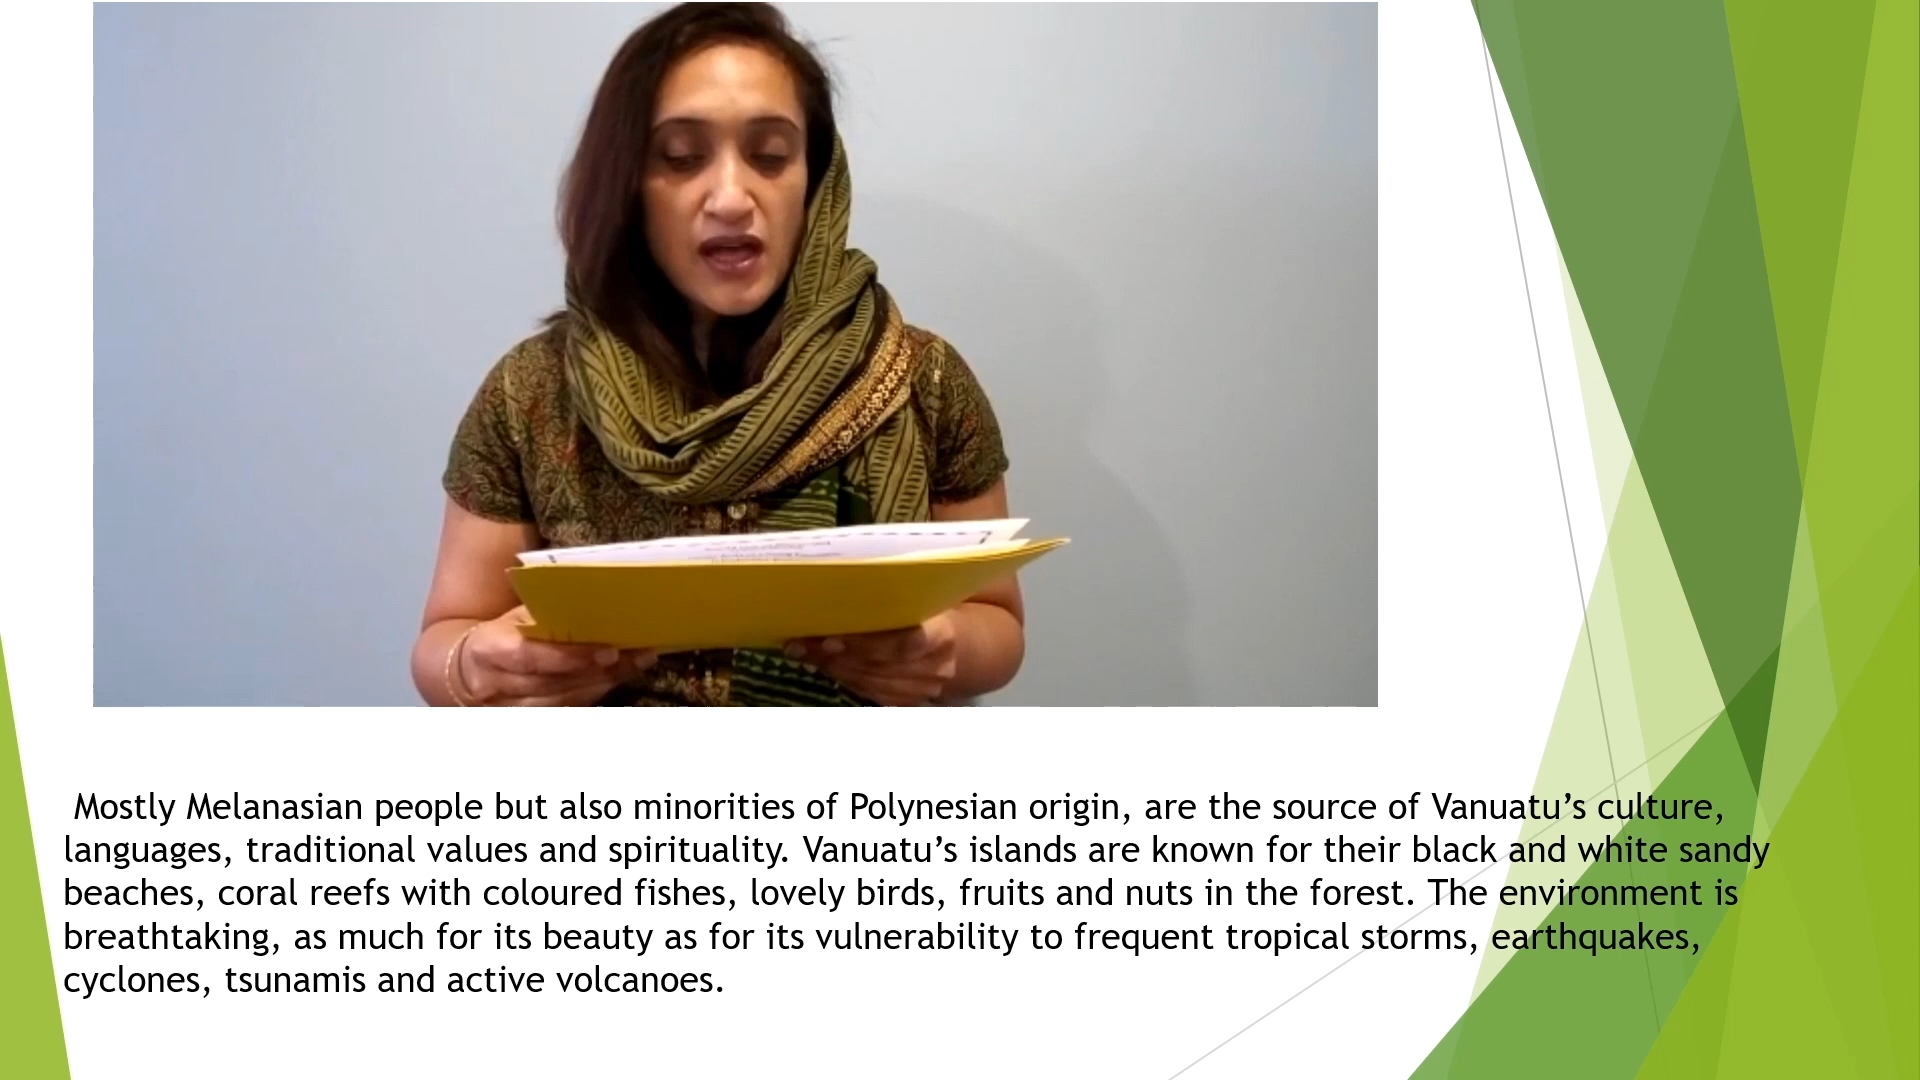 Mostly Melanasian people but also minorities of Polynesian origin, are the source of Vanuatu’s culture,
languages, traditional values and spirituality. Vanuatu’s islands are known for their black and white sandy
beaches, coral reefs with coloured fishes, lovely birds, fruits and nuts in the forest. The environment is
breathtaking, as much for its beauty as for its vulnerability to frequent tropical storms, earthquakes,
cyclones, tsunamis and active volcanoes.